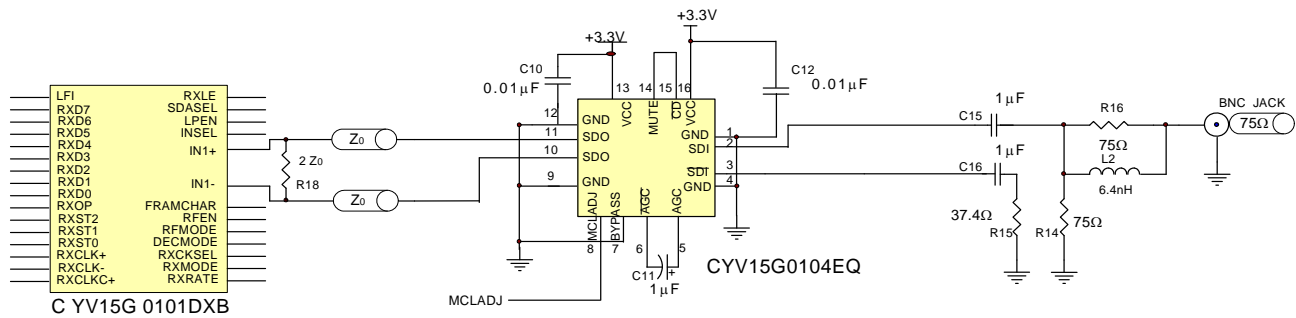 LFI
RXD7
RXD6
RXD5
RXD4
RXD3
RXD2
RXD1
RXD0
RXOP
RXST2
RXST1
RXST0
RXCLK+
RXCLK-
RXCLKC+
RXLE
SDASEL
LPEN
INSEL
IN1+
IN1-
FRAMCHAR
RFEN
RFMODE
DECMODE
RXCKSEL
RXMODE
RXRATE
C YV15G 0101DXB
2 Z0
R18
Z0
Z0
+3.3V
C10
0.01µF
+3.3V
C12
0.01µF
13
14
15
16
VCC
MUTE
CD
VCC
12
GND
11
SDO
10
SDO
9
GND
GND
1
SDI
2
SDI
3
GND
4
MCLADJ
BYPASS
AGC
AGC
8
7
6
5
C11
+
1µF
MCLADJ
CYV15G0104EQ
1µF
C15
1µF
C16
37.4Ω
R15
R14
75Ω
R16
75Ω
L2
6.4nH
BNC JACK
75Ω